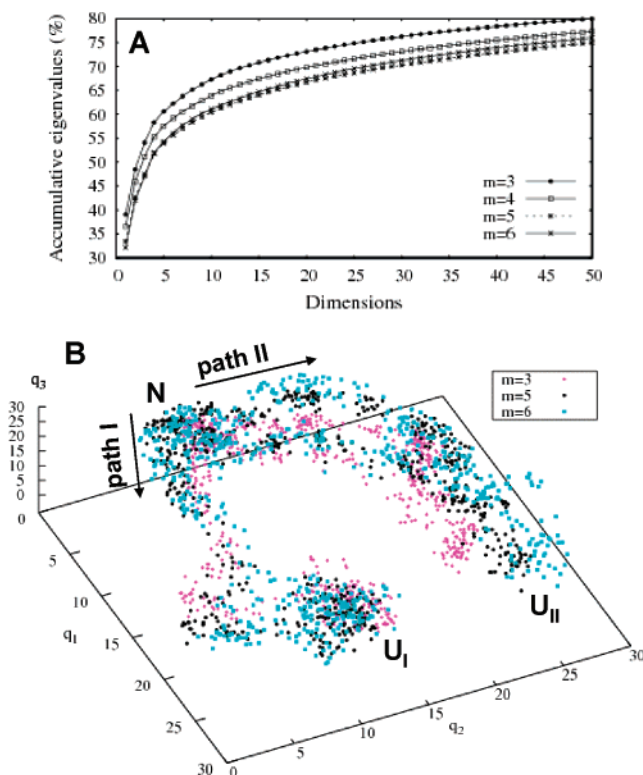 A
Accumulative eigenvalues (%)
80
75
70
65
60
55
50
45
40
35
30
m=3
m=4
m=5
m=6
0 5 10 15 20 25 30 35 40 45 50
Dimensions
B
path II
q3
N
m=3
m=5
m=6
30
25
20
15
10
5
0
path I
0
5
10
q1
15
20
25
30
UI
UII
0
5
10
15
q2
20
25
30